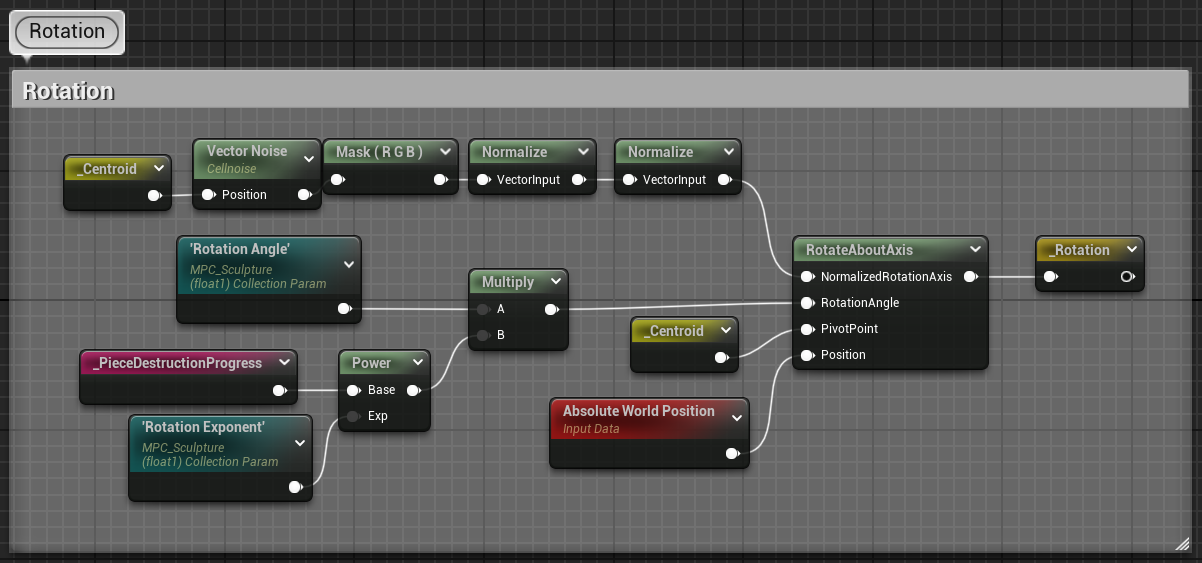 Rotation
Rotation
_Centroid
Vector Noise
Cellnoise
Position
Mask ( R G B )
Normalize
VectorInput
Normalize
VectorInput
'Rotation Angle'
MPC_Sculpture
(float1) Collection Param
Multiply
A
B
_PieceDestructionProgress
Power
Base
Exp
'Rotation Exponent'
MPC_Sculpture
(float1) Collection Param
_Centroid
Absolute World Position
Input Data
RotateAboutAxis
NormalizedRotationAxis
RotationAngle
PivotPoint
Position
_Rotation